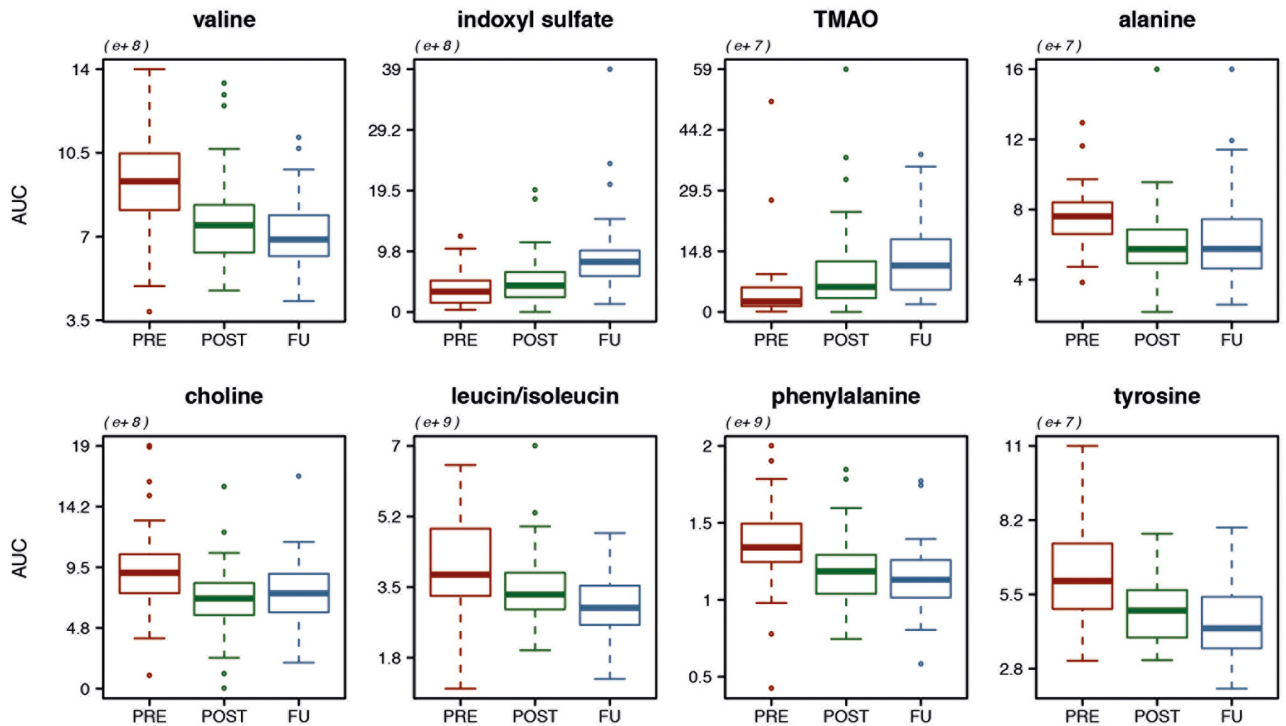 valine indoxyl sulfate TMAO alanine
( e+ 8 ) ( e+ 8 ) ( e+ 7 ) ( e+ 7 )
14 39 59 16
10.5 29.2 44.2 12
AUC 7 19.5 29.5 8
3.5 9.8 14.8 4
0 0
PRE POST FU PRE POST FU PRE POST FU PRE POST FU
choline leucin/isoleucin phenylalanine tyrosine
( e+ 8 ) ( e+ 9 ) ( e+ 9 ) ( e+ 7 )
19 7 2 11
14.2 5.2 1.5 8.2
AUC 9.5 3.5 1 5.5
4.8 1.8 0.5 2.8
0
PRE POST FU PRE POST FU PRE POST FU PRE POST FU